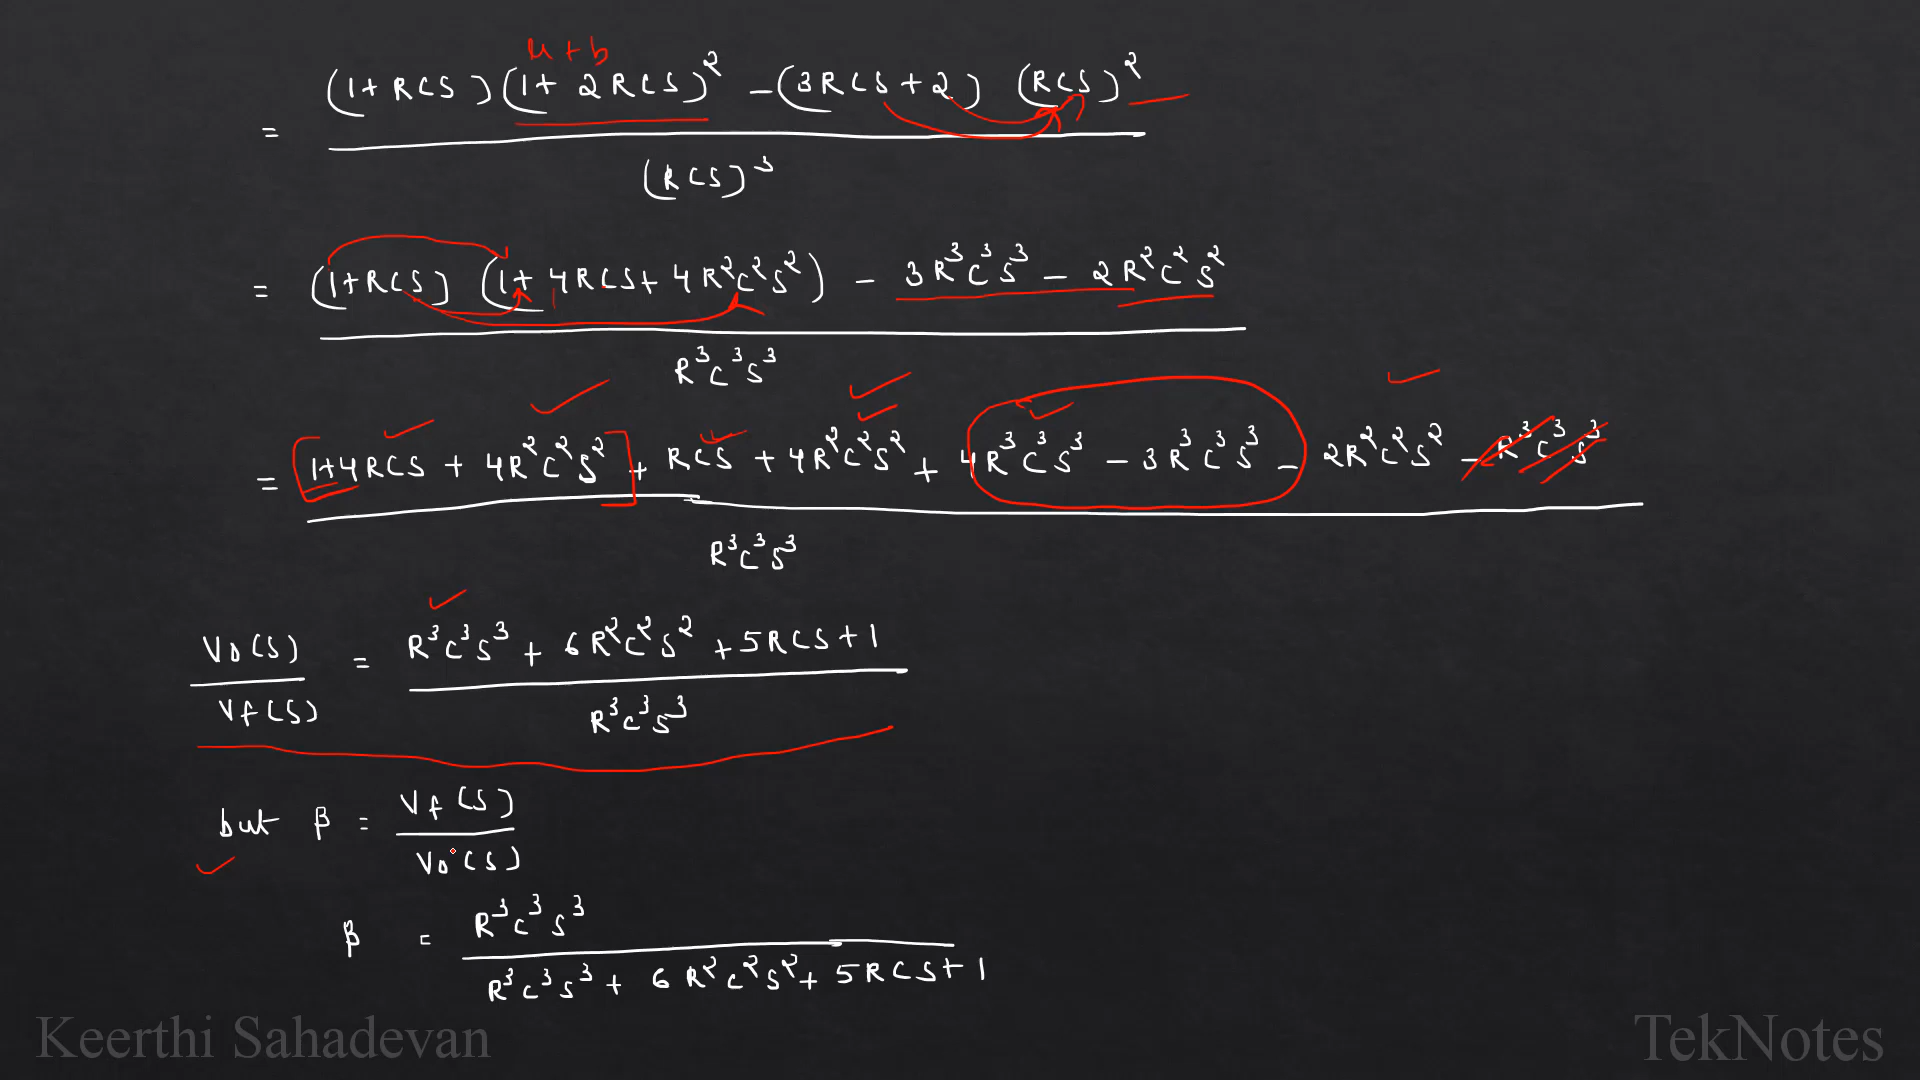 u + b
(1+RCS)(1+ 2RCS)² – (3RCS+2) (RCS)²
=
(RCS)³
= (1+RCS) (1+ 4RCS+ 4R²C²S²) – 3R³C³S³ – 2R²C²S²
R³C³S³
= 1+4RCS + 4R²C²S² + RCS + 4R²C²S² + 4R³C³S³ – 3R³C³S³ – 2R²C²S² – R³C³S³
R³C³S³
Vo(S) = R³C³S³ + 6R²C²S² + 5RCS + 1
Vf(S) R³C³S³
but β = Vf(S)
Vo(S)
β = R³C³S³
R³C³S³ + 6R²C²S² + 5RCS+1
Keerthi Sahadevan TekNotes